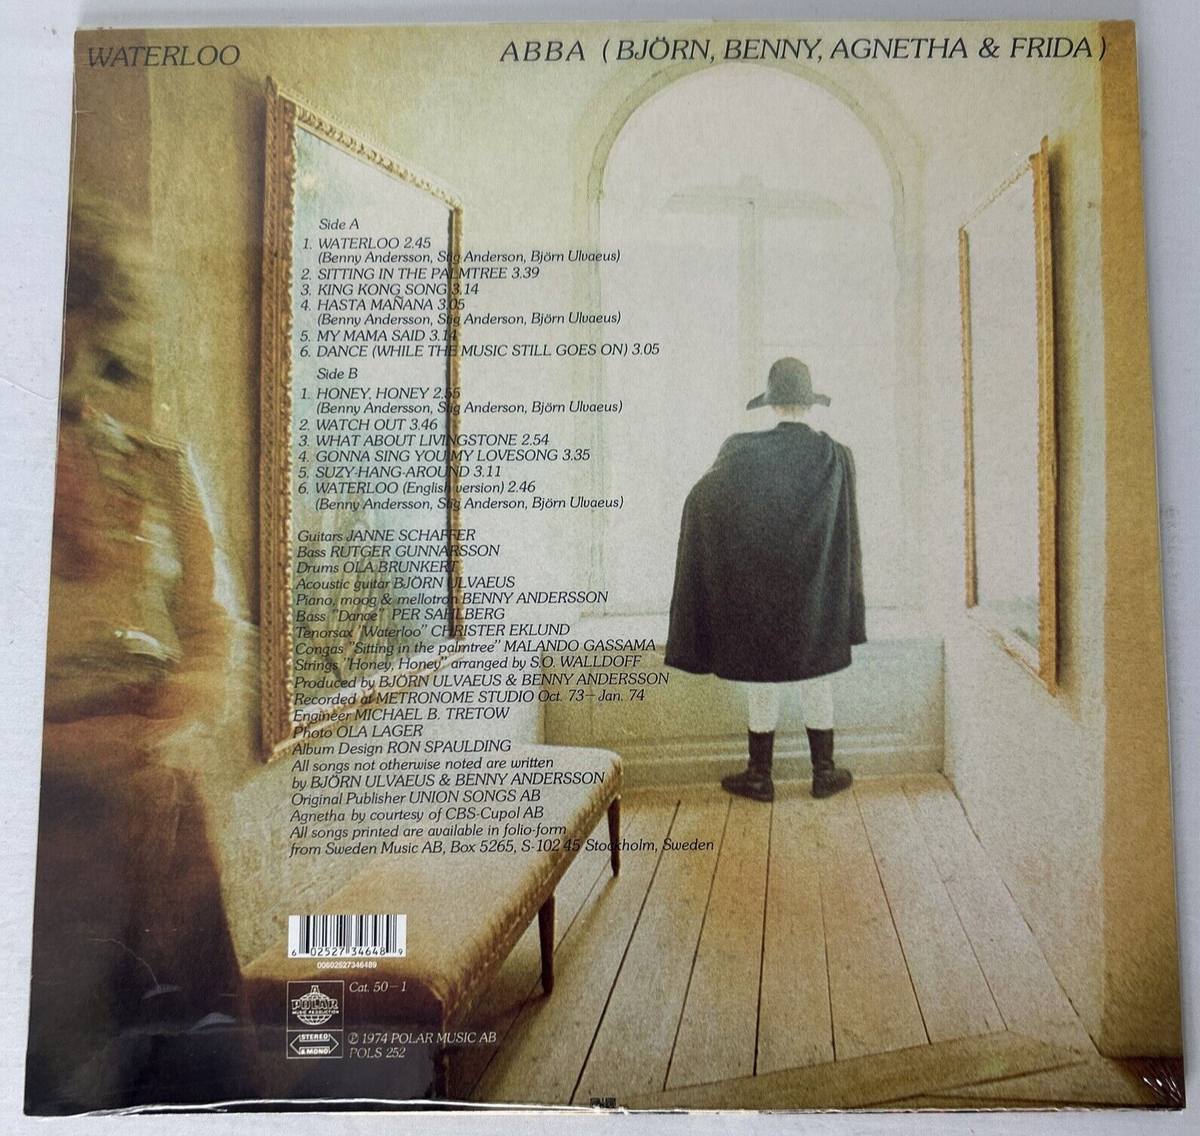 WATERLOO
ABBA (BJÖRN, BENNY, AGNETHA & FRIDA)
Side A
1. WATERLOO 2.45
(Benny Andersson, Stig Anderson, Björn Ulvaeus)
2. SITTING IN THE PALMTREE 3.39
3. KING KONG SONG 3.14
4. HASTA MAÑANA 3.05
(Benny Andersson, Stig Anderson, Björn Ulvaeus)
5. MY MAMA SAID 3.14
6. DANCE (WHILE THE MUSIC STILL GOES ON) 3.05
Side B
1. HONEY, HONEY 2.55
(Benny Andersson, Stig Anderson, Björn Ulvaeus)
2. WATCH OUT 3.46
3. WHAT ABOUT LIVINGSTONE 2.54
4. GONNA SING YOU MY LOVESONG 3.35
5. SUZY-HANG-AROUND 3.11
6. WATERLOO (English version) 2.46
(Benny Andersson, Stig Anderson, Björn Ulvaeus)
Guitars JANNE SCHAFFER
Bass RUTGER GUNNARSSON
Drums OLA BRUNKERT
Acoustic guitar BJÖRN ULVAEUS
Piano, moog & mellotron BENNY ANDERSSON
Bass "Dance" PER SAHLBERG
Tenorsax "Waterloo" CHRISTER EKLUND
Congas "Sitting in the palmtree" MALANDO GASSAMA
Strings "Honey, Honey" arranged by S.O. WALLDOFF
Produced by BJÖRN ULVAEUS & BENNY ANDERSSON
Recorded at METRONOME STUDIO Oct. 73—Jan. 74
Engineer MICHAEL B. TRETOW
Photo OLA LAGER
Album Design RON SPAULDING
All songs not otherwise noted are written
by BJÖRN ULVAEUS & BENNY ANDERSSON
Original Publisher UNION SONGS AB
Agnetha by courtesy of CBS-Cupol AB
All songs printed are available in folio-form
from Sweden Music AB, Box 5265, S-102 45 Stockholm, Sweden
6 02527 34648 9
00602527346489
POLAR
MUSIC PRODUCTION
Cat. 50—1
STEREO
& MONO
℗ 1974 POLAR MUSIC AB
POLS 252